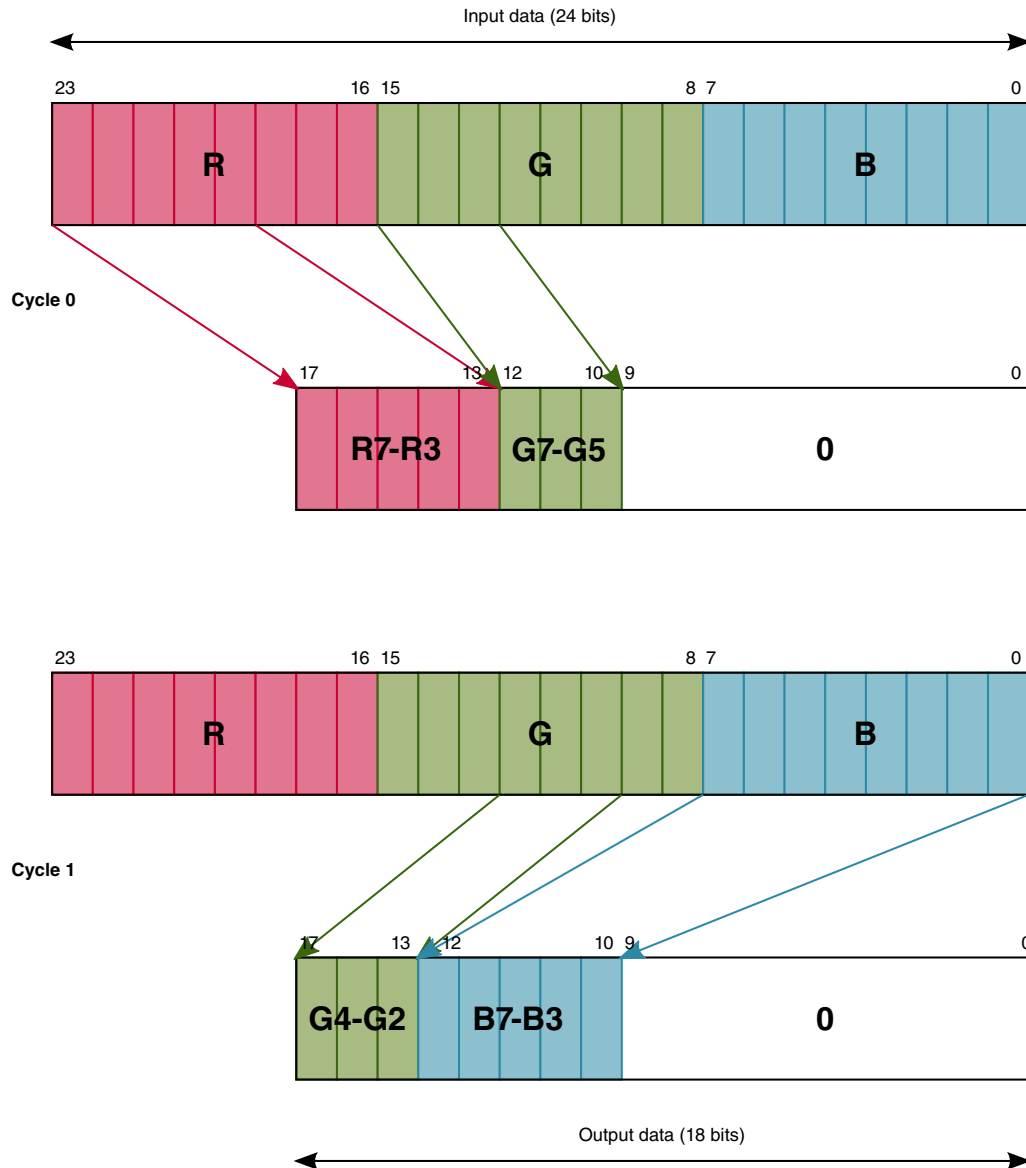 Input data (24 bits)
23 16 15 8 7 0
R G B
Cycle 0
17 13 12 10 9 0
R7-R3 G7-G5 0
23 16 15 8 7 0
R G B
Cycle 1
17 13 12 10 9 0
G4-G2 B7-B3 0
Output data (18 bits)